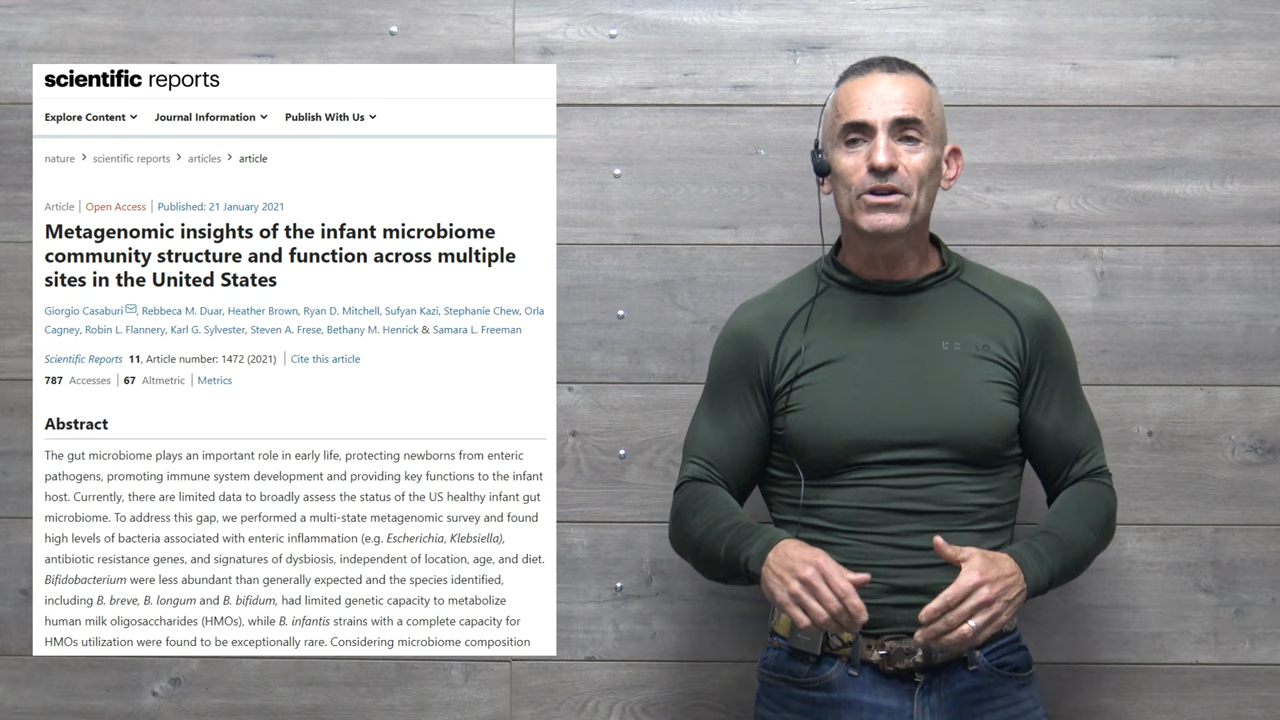 scientific reports
Explore Content Journal Information Publish With Us
nature > scientific reports > articles > article
Article | Open Access | Published: 21 January 2021
Metagenomic insights of the infant microbiome
community structure and function across multiple
sites in the United States
Giorgio Casaburi, Rebbeca M. Duar, Heather Brown, Ryan D. Mitchell, Sufyan Kazi, Stephanie Chew, Orla
Cagney, Robin L. Flannery, Karl G. Sylvester, Steven A. Frese, Bethany M. Henrick & Samara L. Freeman
Scientific Reports 11, Article number: 1472 (2021) | Cite this article
787 Accesses | 67 Altmetric | Metrics
Abstract
The gut microbiome plays an important role in early life, protecting newborns from enteric
pathogens, promoting immune system development and providing key functions to the infant
host. Currently, there are limited data to broadly assess the status of the US healthy infant gut
microbiome. To address this gap, we performed a multi-state metagenomic survey and found
high levels of bacteria associated with enteric inflammation (e.g. Escherichia, Klebsiella),
antibiotic resistance genes, and signatures of dysbiosis, independent of location, age, and diet.
Bifidobacterium were less abundant than generally expected and the species identified,
including B. breve, B. longum and B. bifidum, had limited genetic capacity to metabolize
human milk oligosaccharides (HMOs), while B. infantis strains with a complete capacity for
HMOs utilization were found to be exceptionally rare. Considering microbiome composition